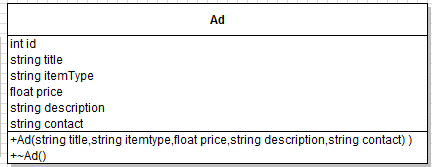 Ad
int id
string title
string itemType
float price
string description
string contact
+Ad(string title,string itemtype,float price,string description,string contact) )
+~Ad()